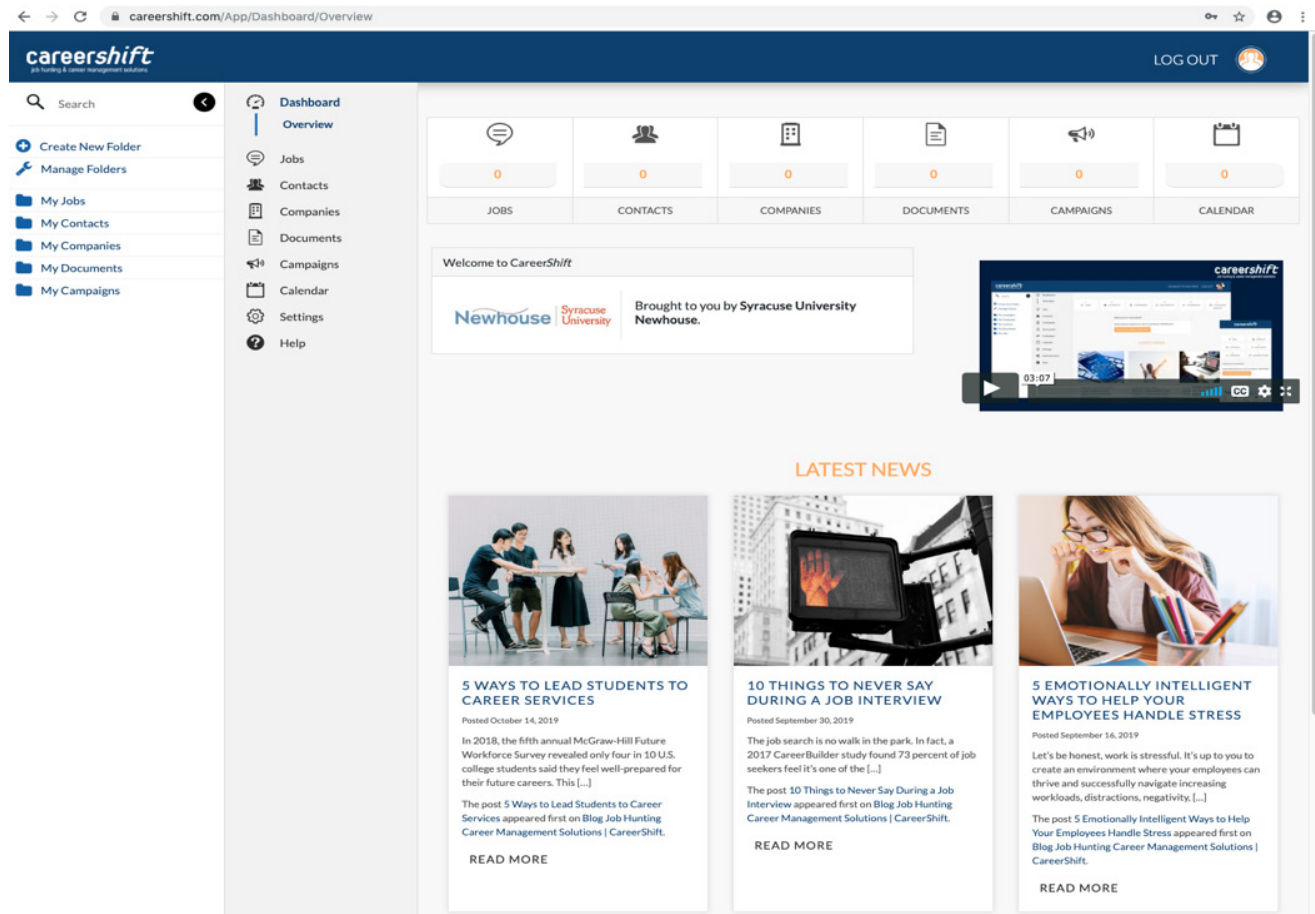 careershift.com/App/Dashboard/Overview
careershift
job hunting & career management solutions
LOG OUT
Search
Create New Folder
Manage Folders
My Jobs
My Contacts
My Companies
My Documents
My Campaigns
Dashboard
Overview
Jobs
Contacts
Companies
Documents
Campaigns
Calendar
Settings
Help
0
0
0
0
0
0
JOBS
CONTACTS
COMPANIES
DOCUMENTS
CAMPAIGNS
CALENDAR
Welcome to CareerShift
Newhouse
Syracuse
University
Brought to you by Syracuse University
Newhouse.
careershift
careershift
careershift
03:07
CC
LATEST NEWS
5 WAYS TO LEAD STUDENTS TO
CAREER SERVICES
Posted October 14, 2019
In 2018, the fifth annual McGraw-Hill Future
Workforce Survey revealed only four in 10 U.S.
college students said they feel well-prepared for
their future careers. This [...]
The post 5 Ways to Lead Students to Career
Services appeared first on Blog Job Hunting
Career Management Solutions | CareerShift.
READ MORE
10 THINGS TO NEVER SAY
DURING A JOB INTERVIEW
Posted September 30, 2019
The job search is no walk in the park. In fact, a
2017 CareerBuilder study found 73 percent of job
seekers feel it's one of the [...]
The post 10 Things to Never Say During a Job
Interview appeared first on Blog Job Hunting
Career Management Solutions | CareerShift.
READ MORE
5 EMOTIONALLY INTELLIGENT
WAYS TO HELP YOUR
EMPLOYEES HANDLE STRESS
Posted September 16, 2019
Let's be honest, work is stressful. It's up to you to
create an environment where your employees can
thrive and successfully navigate increasing
workloads, distractions, negativity, [...]
The post 5 Emotionally Intelligent Ways to Help
Your Employees Handle Stress appeared first on
Blog Job Hunting Career Management Solutions |
CareerShift.
READ MORE